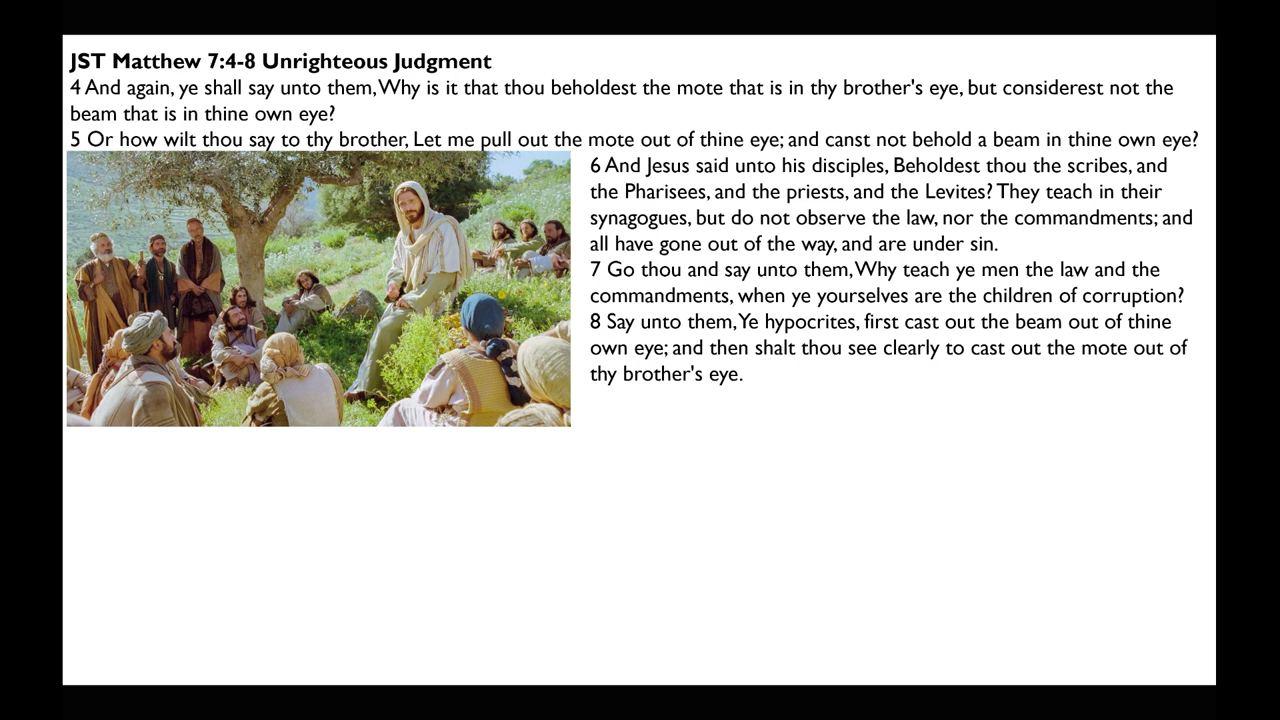 JST Matthew 7:4-8 Unrighteous Judgment
4 And again, ye shall say unto them, Why is it that thou beholdest the mote that is in thy brother's eye, but considerest not the
beam that is in thine own eye?
5 Or how wilt thou say to thy brother, Let me pull out the mote out of thine eye; and canst not behold a beam in thine own eye?
6 And Jesus said unto his disciples, Beholdest thou the scribes, and
the Pharisees, and the priests, and the Levites? They teach in their
synagogues, but do not observe the law, nor the commandments; and
all have gone out of the way, and are under sin.
7 Go thou and say unto them, Why teach ye men the law and the
commandments, when ye yourselves are the children of corruption?
8 Say unto them, Ye hypocrites, first cast out the beam out of thine
own eye; and then shalt thou see clearly to cast out the mote out of
thy brother's eye.